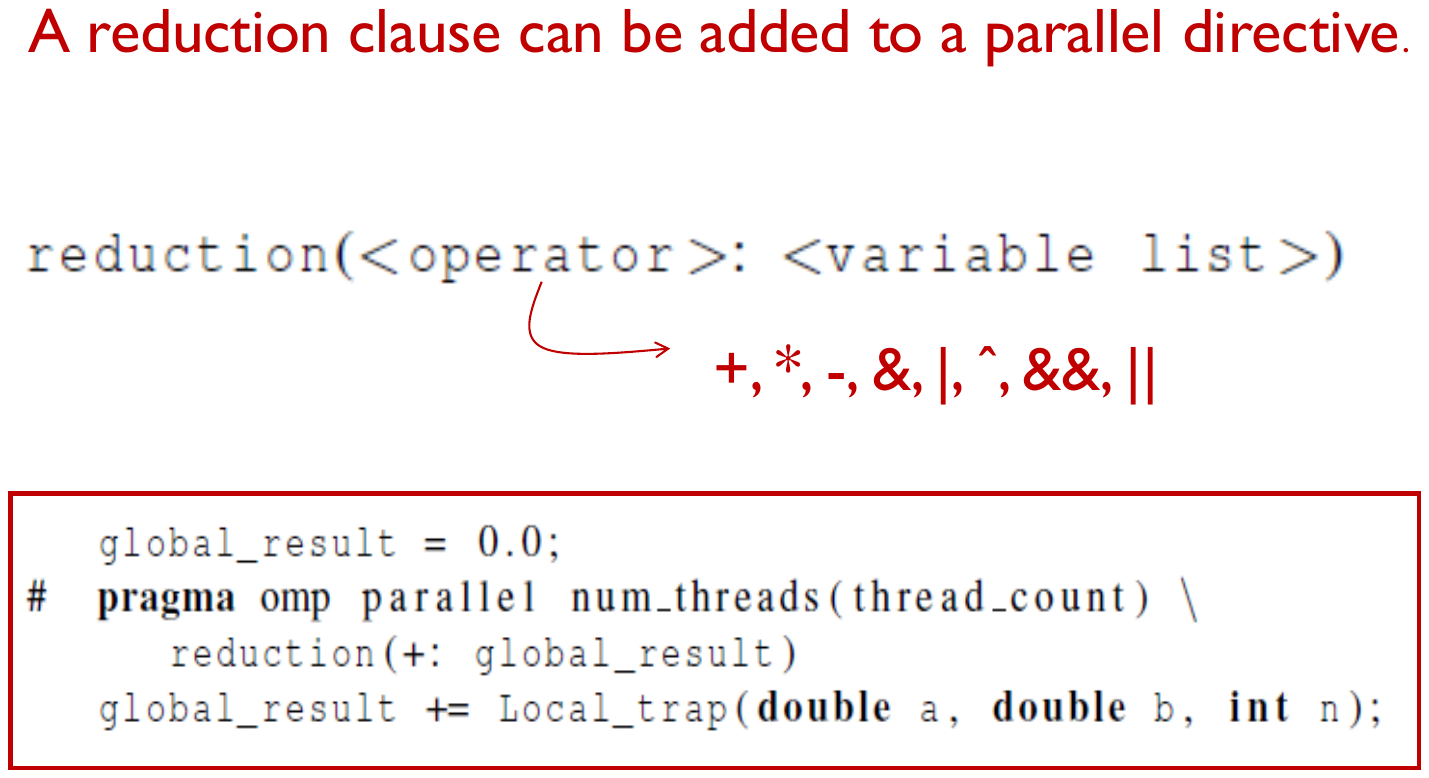 A reduction clause can be added to a parallel directive.
reduction(<operator>: <variable list>)
+, *, -, &, |, ˆ, &&, ||
global_result = 0.0;
# pragma omp parallel num_threads(thread_count) \
reduction(+: global_result)
global_result += Local_trap(double a, double b, int n);